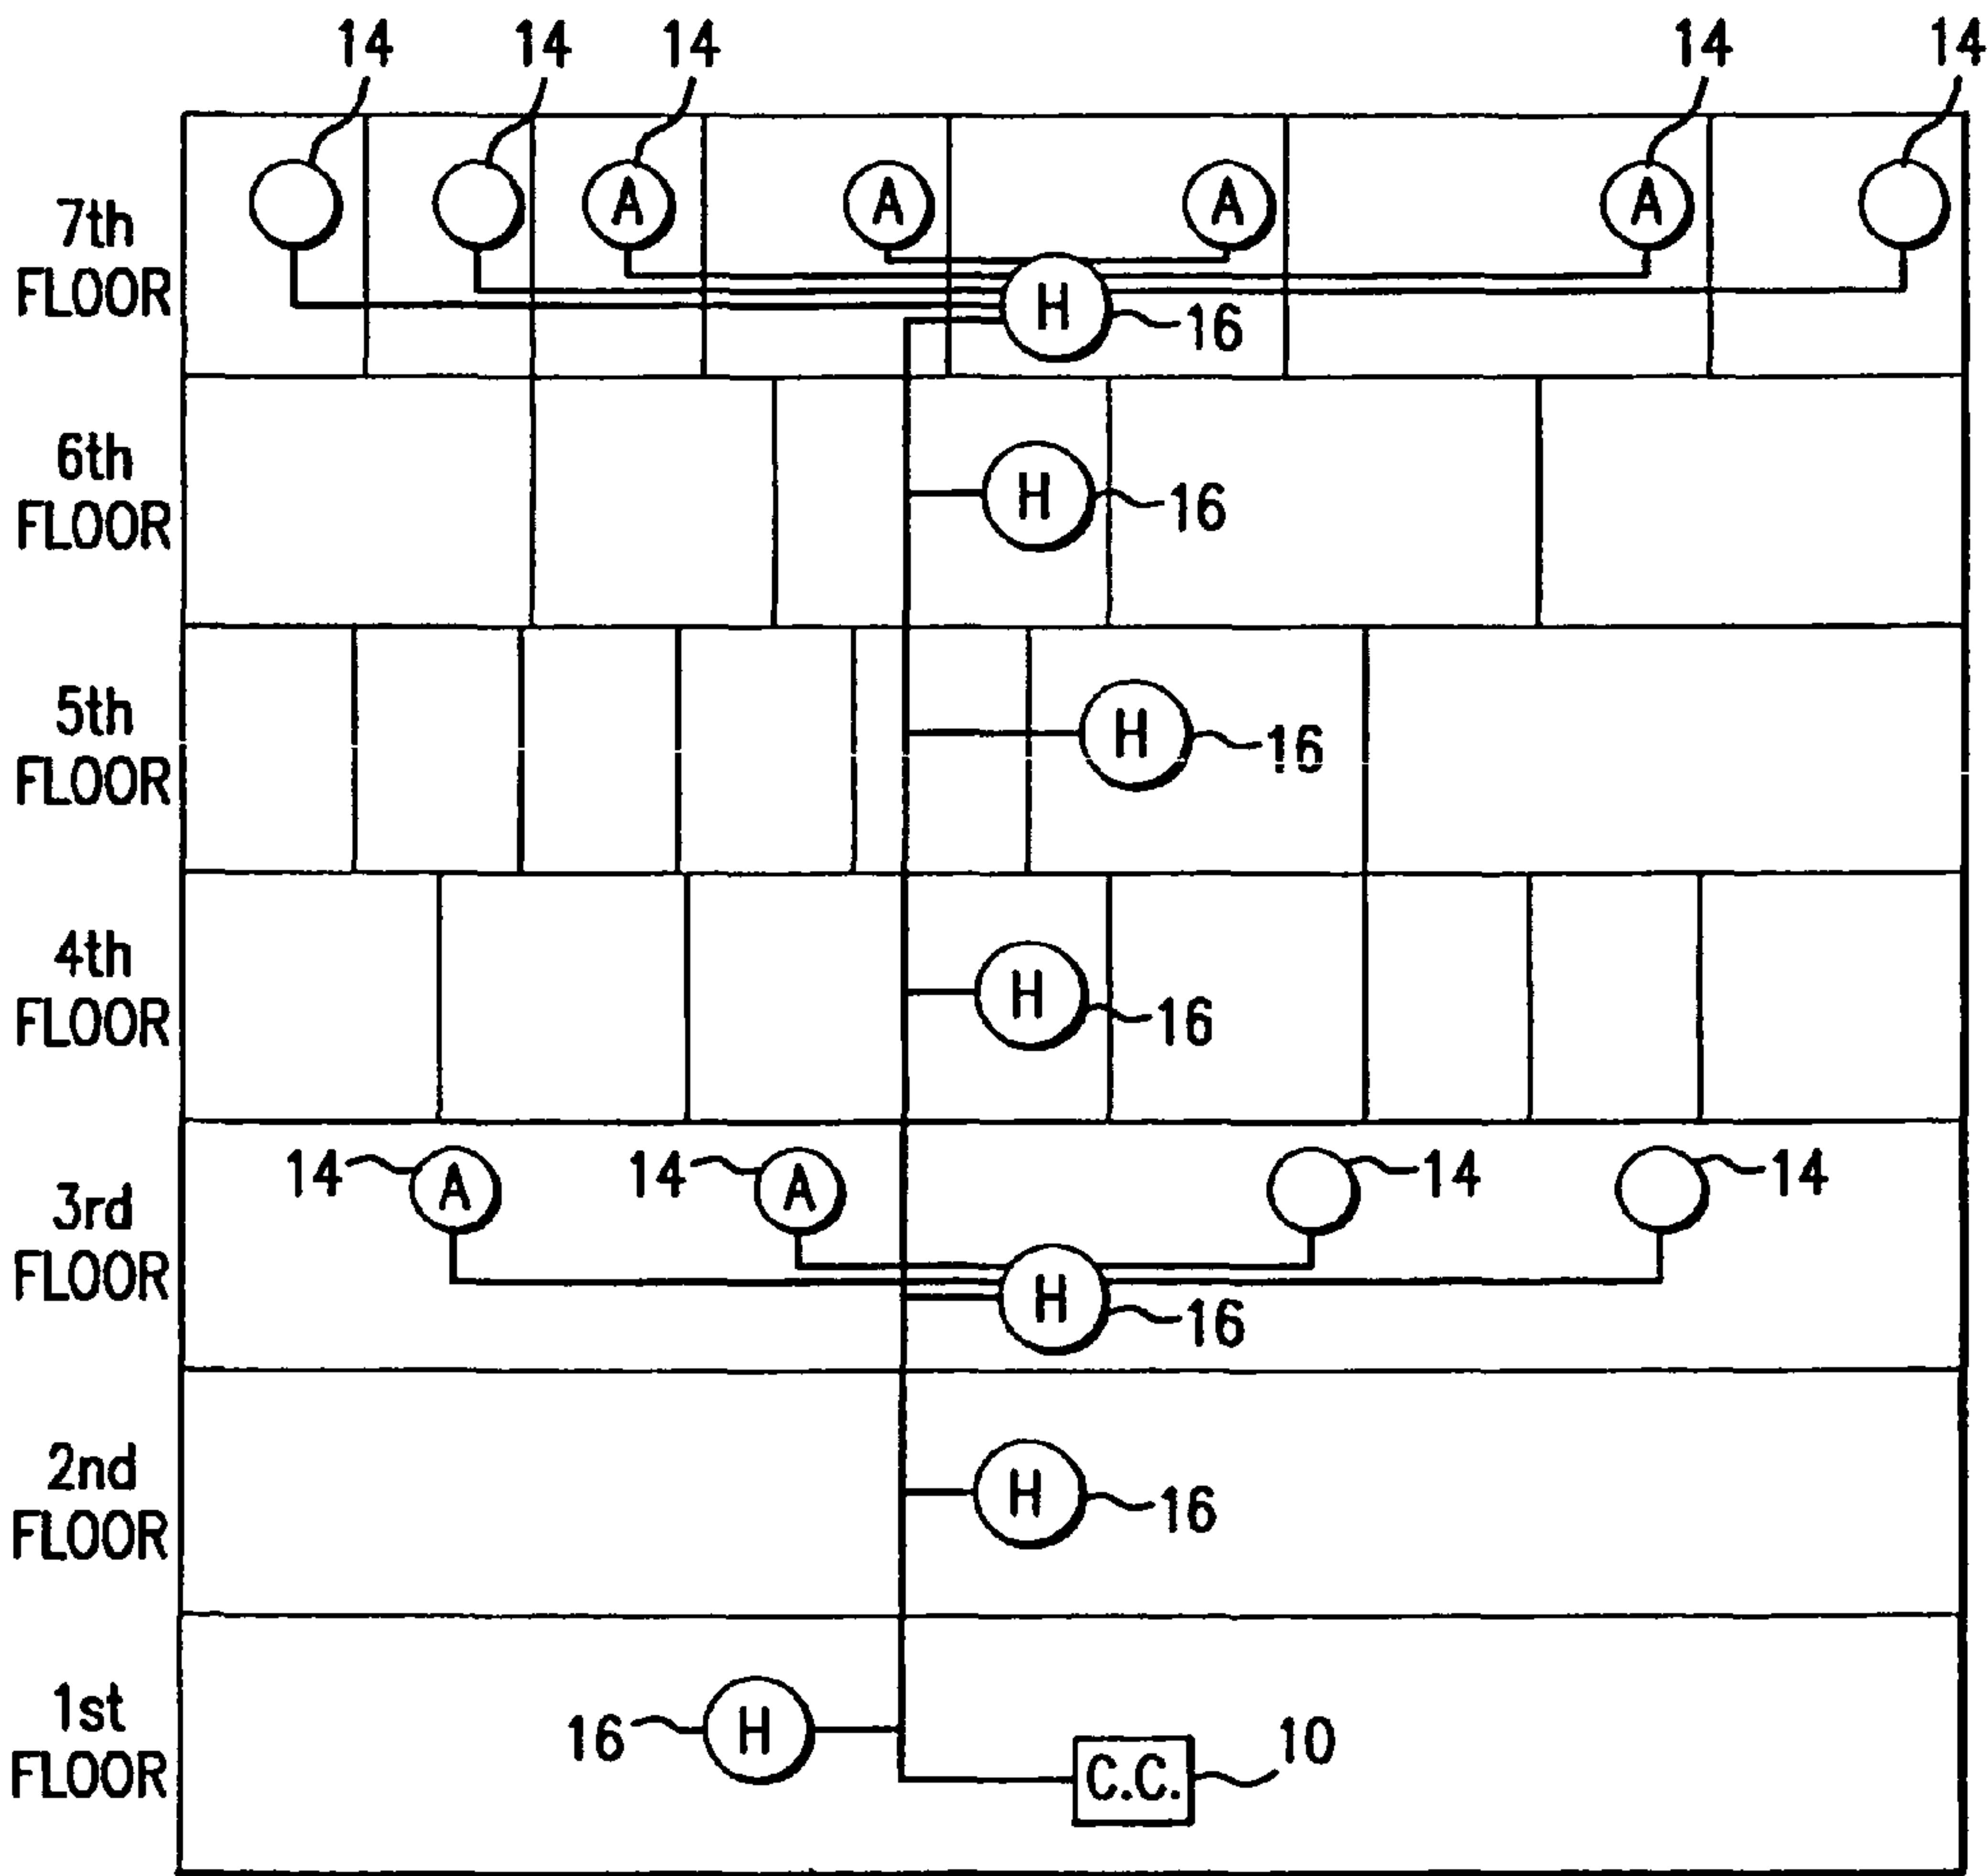 14 14 14 14 14
A A A A
7th
FLOOR
H 16
6th
FLOOR
H 16
5th
FLOOR
H 16
4th
FLOOR
H 16
14 A 14 A 14 14
3rd
FLOOR
H 16
2nd
FLOOR
H 16
1st
FLOOR
16 H
C.C. 10